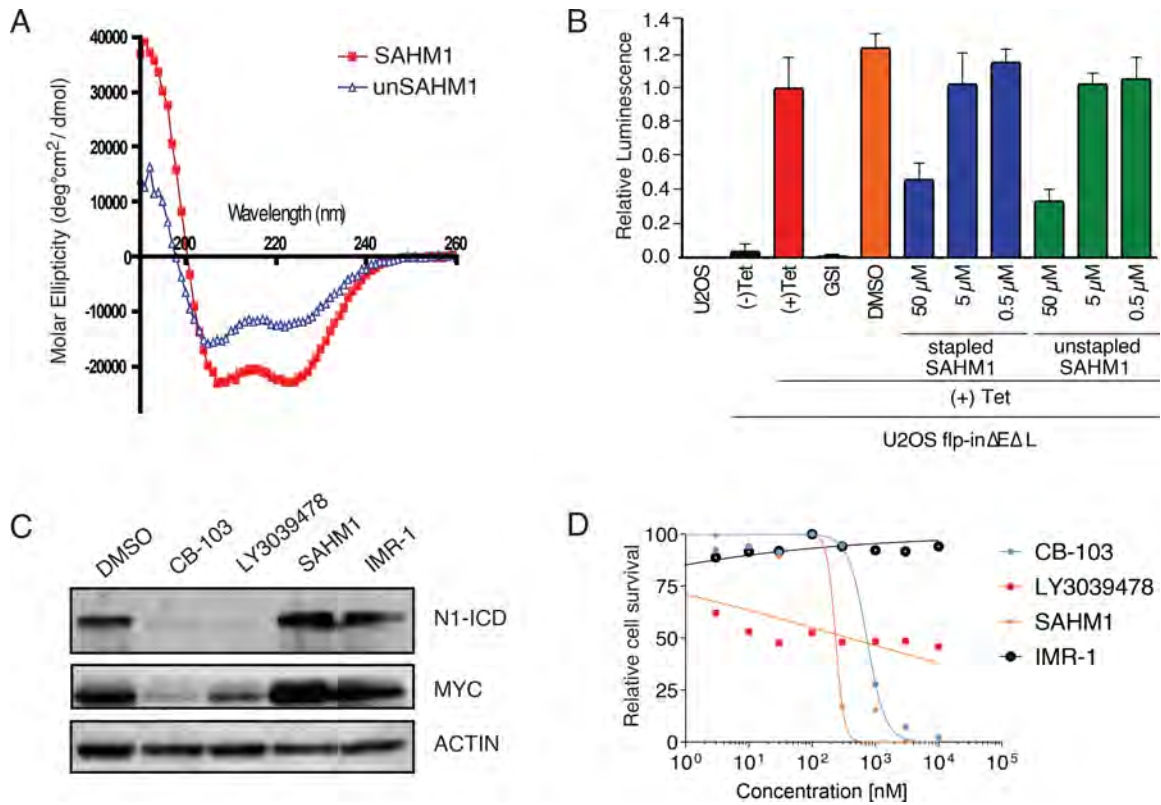 A
Molar Ellipticity (deg°cm²/ dmol)
40000
30000
20000
10000
0
-10000
-20000
Wavelength (nm)
200
220
240
260
SAHM1
unSAHM1
B
Relative Luminescence
1.4
1.2
1.0
0.8
0.6
0.4
0.2
0.0
U2OS
(-)Tet
(+)Tet
GSI
DMSO
50 µM
5 µM
0.5 µM
50 µM
5 µM
0.5 µM
stapled SAHM1
unstapled SAHM1
(+) Tet
U2OS flp-in∆E∆ L
C
DMSO
CB-103
LY3039478
SAHM1
IMR-1
N1-ICD
MYC
ACTIN
D
Relative cell survival
100
75
50
25
0
10⁰
10¹
10²
10³
10⁴
10⁵
Concentration [nM]
CB-103
LY3039478
SAHM1
IMR-1